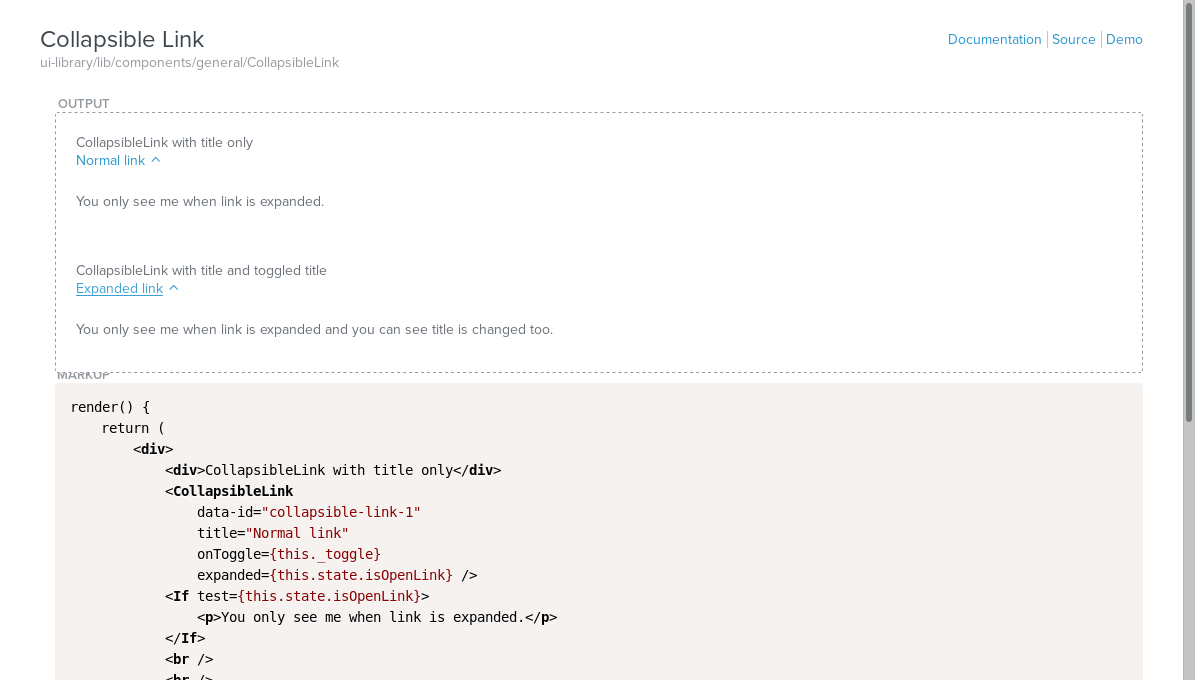 Collapsible Link
Documentation Source Demo
ui-library/lib/components/general/CollapsibleLink
OUTPUT
CollapsibleLink with title only
Normal link
You only see me when link is expanded.
CollapsibleLink with title and toggled title
Expanded link
You only see me when link is expanded and you can see title is changed too.
MARKUP
render() {
    return (
        <div>
            <div>CollapsibleLink with title only</div>
            <CollapsibleLink
                data-id="collapsible-link-1"
                title="Normal link"
                onToggle={this._toggle}
                expanded={this.state.isOpenLink} />
            <If test={this.state.isOpenLink}>
                <p>You only see me when link is expanded.</p>
            </If>
            <br />
            <br />